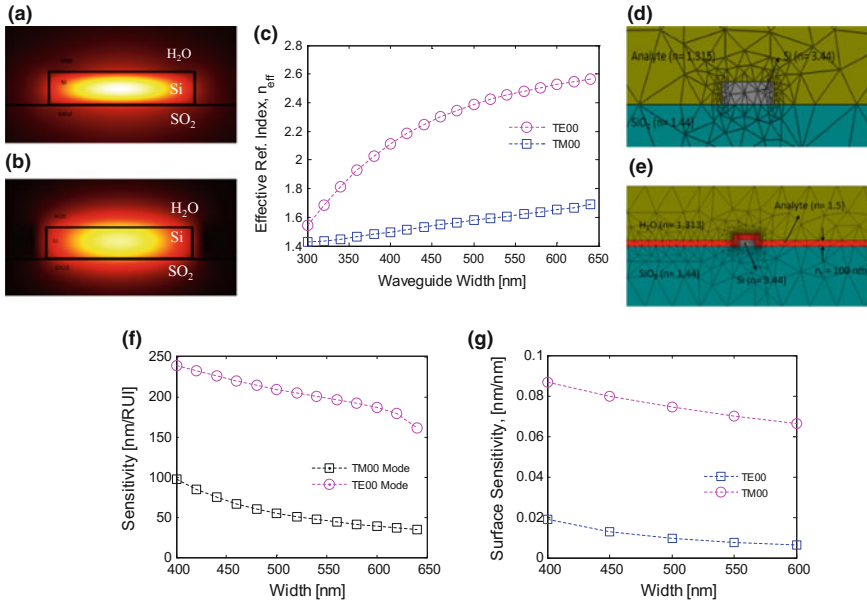 (a)
H₂O
Si
SO₂
(b)
H₂O
Si
SO₂
(c)
Effective Ref. Index, n_eff
2.8
2.6
2.4
2.2
2
1.8
1.6
1.4
300 350 400 450 500 550 600 650
Waveguide Width [nm]
TE00
TM00
(d)
Analyte (n= 1.315)
Si (n= 3.44)
SiO₂ (n= 1.44)
(e)
H₂O (n= 1.313)
Analyte (n= 1.5)
SiO₂ (n= 1.44)
Si (n= 3.44)
= 100 nm
(f)
Sensitivity [nm/RUI]
250
200
150
100
50
0
400 450 500 550 600 650
Width [nm]
TM00 Mode
TE00 Mode
(g)
Surface Sensitivity, [nm/nm]
0.1
0.08
0.06
0.04
0.02
0
400 450 500 550 600
Width [nm]
TE00
TM00